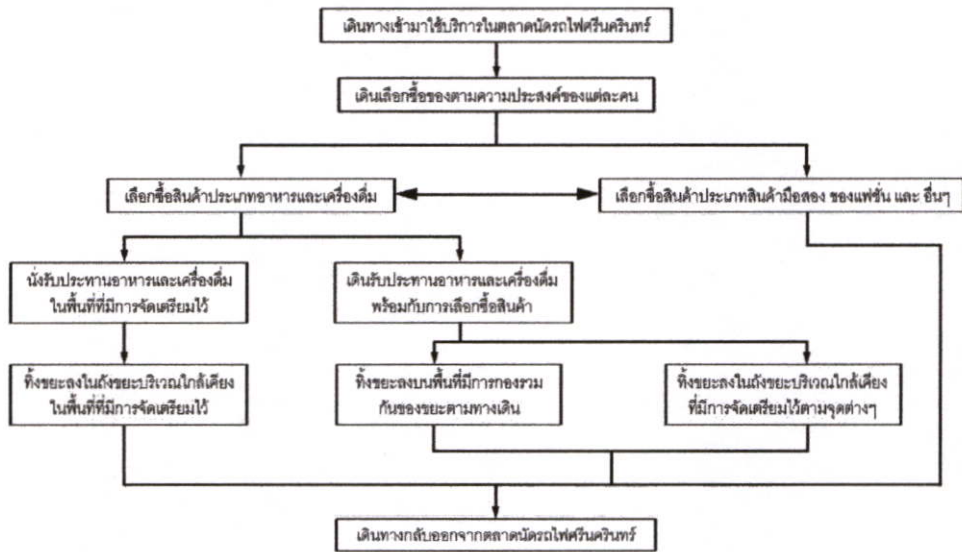 เดินทางเข้ามาใช้บริการในตลาดนัดรถไฟศรีนครินทร์
เดินเลือกซื้อของตามความประสงค์ของแต่ละคน
เลือกซื้อสินค้าประเภทอาหารและเครื่องดื่ม
เลือกซื้อสินค้าประเภทสินค้ามือสอง ของแฟชั่น และ อื่นๆ
นั่งรับประทานอาหารและเครื่องดื่ม
ในพื้นที่ที่มีการจัดเตรียมไว้
เดินรับประทานอาหารและเครื่องดื่ม
พร้อมกับการเลือกซื้อสินค้า
ทิ้งขยะลงในถังขยะบริเวณใกล้เคียง
ในพื้นที่ที่มีการจัดเตรียมไว้
ทิ้งขยะลงบนพื้นที่มีการกองรวม
กันของขยะตามทางเดิน
ทิ้งขยะลงในถังขยะบริเวณใกล้เคียง
ที่มีการจัดเตรียมไว้ตามจุดต่างๆ
เดินทางกลับออกจากตลาดนัดรถไฟศรีนครินทร์